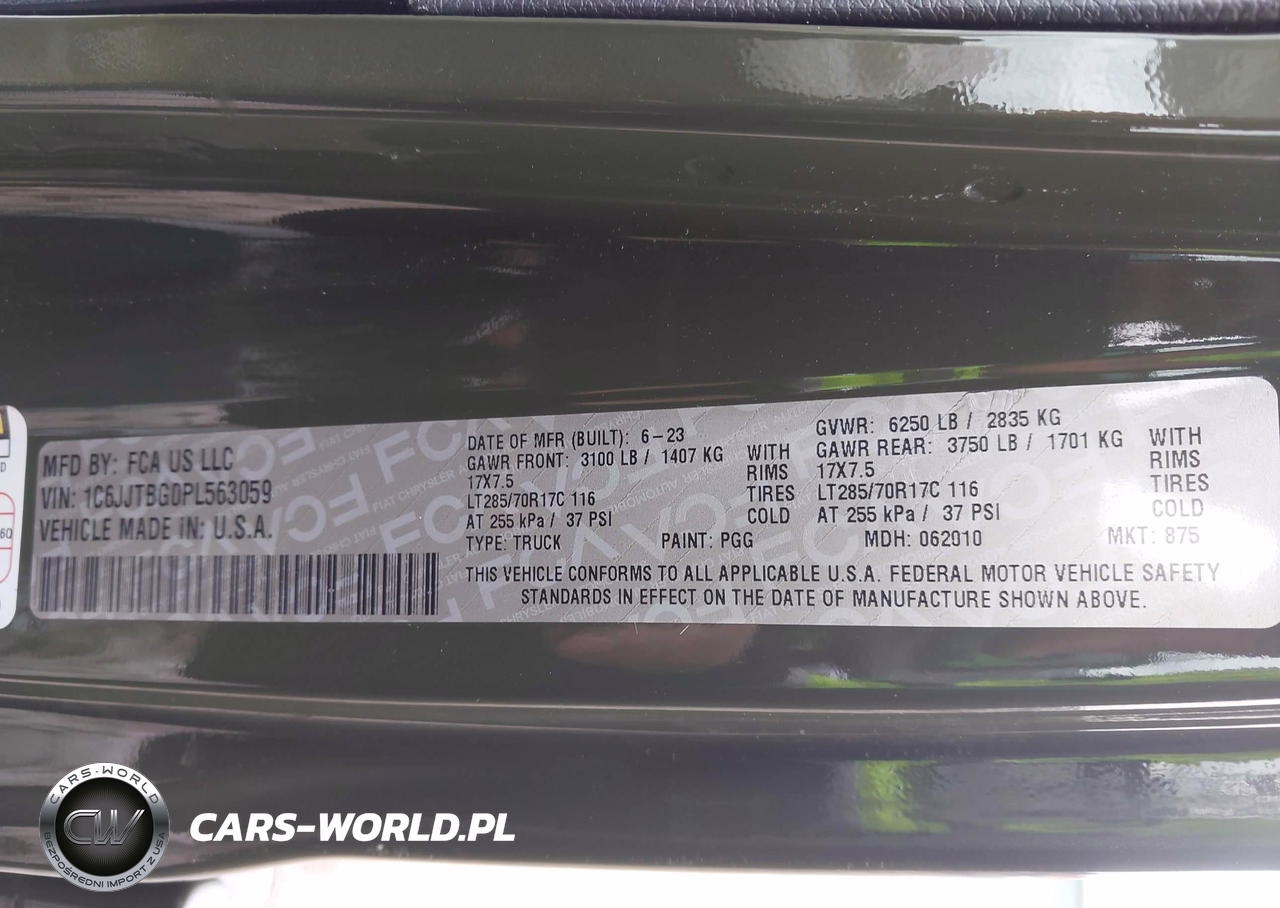 MFD BY: FCA US LLC
VIN: 1C6JJTBG0PL563059
VEHICLE MADE IN: U.S.A.
DATE OF MFR (BUILT): 6-23
GAWR FRONT: 3100 LB / 1407 KG WITH
17X7.5 RIMS
LT285/70R17C 116 TIRES
AT 255 kPa / 37 PSI COLD
GVWR: 6250 LB / 2835 KG
GAWR REAR: 3750 LB / 1701 KG WITH
17X7.5 RIMS
LT285/70R17C 116 TIRES
AT 255 kPa / 37 PSI COLD
TYPE: TRUCK PAINT: PGG MDH: 062010 MKT: 875
THIS VEHICLE CONFORMS TO ALL APPLICABLE U.S.A. FEDERAL MOTOR VEHICLE SAFETY
STANDARDS IN EFFECT ON THE DATE OF MANUFACTURE SHOWN ABOVE.
CARS-WORLD
CW
BEZPOŚREDNI IMPORT Z USA
CARS-WORLD.PL